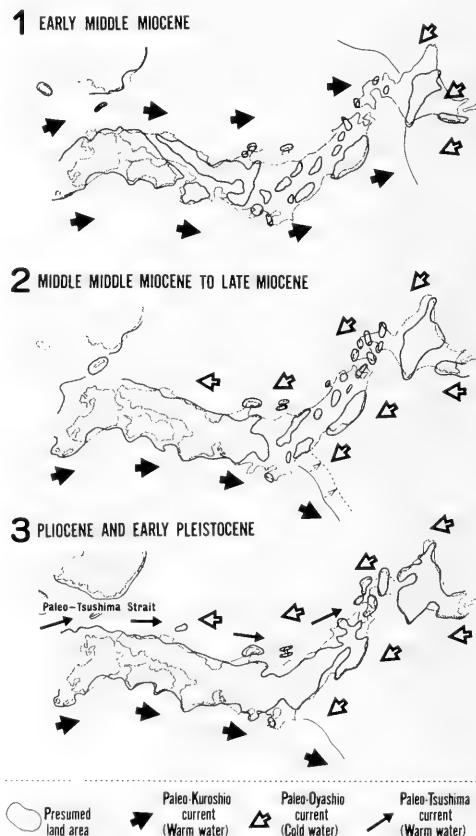 1 EARLY MIDDLE MIOCENE
2 MIDDLE MIDDLE MIOCENE TO LATE MIOCENE
3 PLIOCENE AND EARLY PLEISTOCENE
Paleo-Tsushima Strait
Presumed
land area
Paleo-Kuroshio
current
(Warm water)
Paleo-Oyashio
current
(Cold water)
Paleo-Tsushima
current
(Warm water)